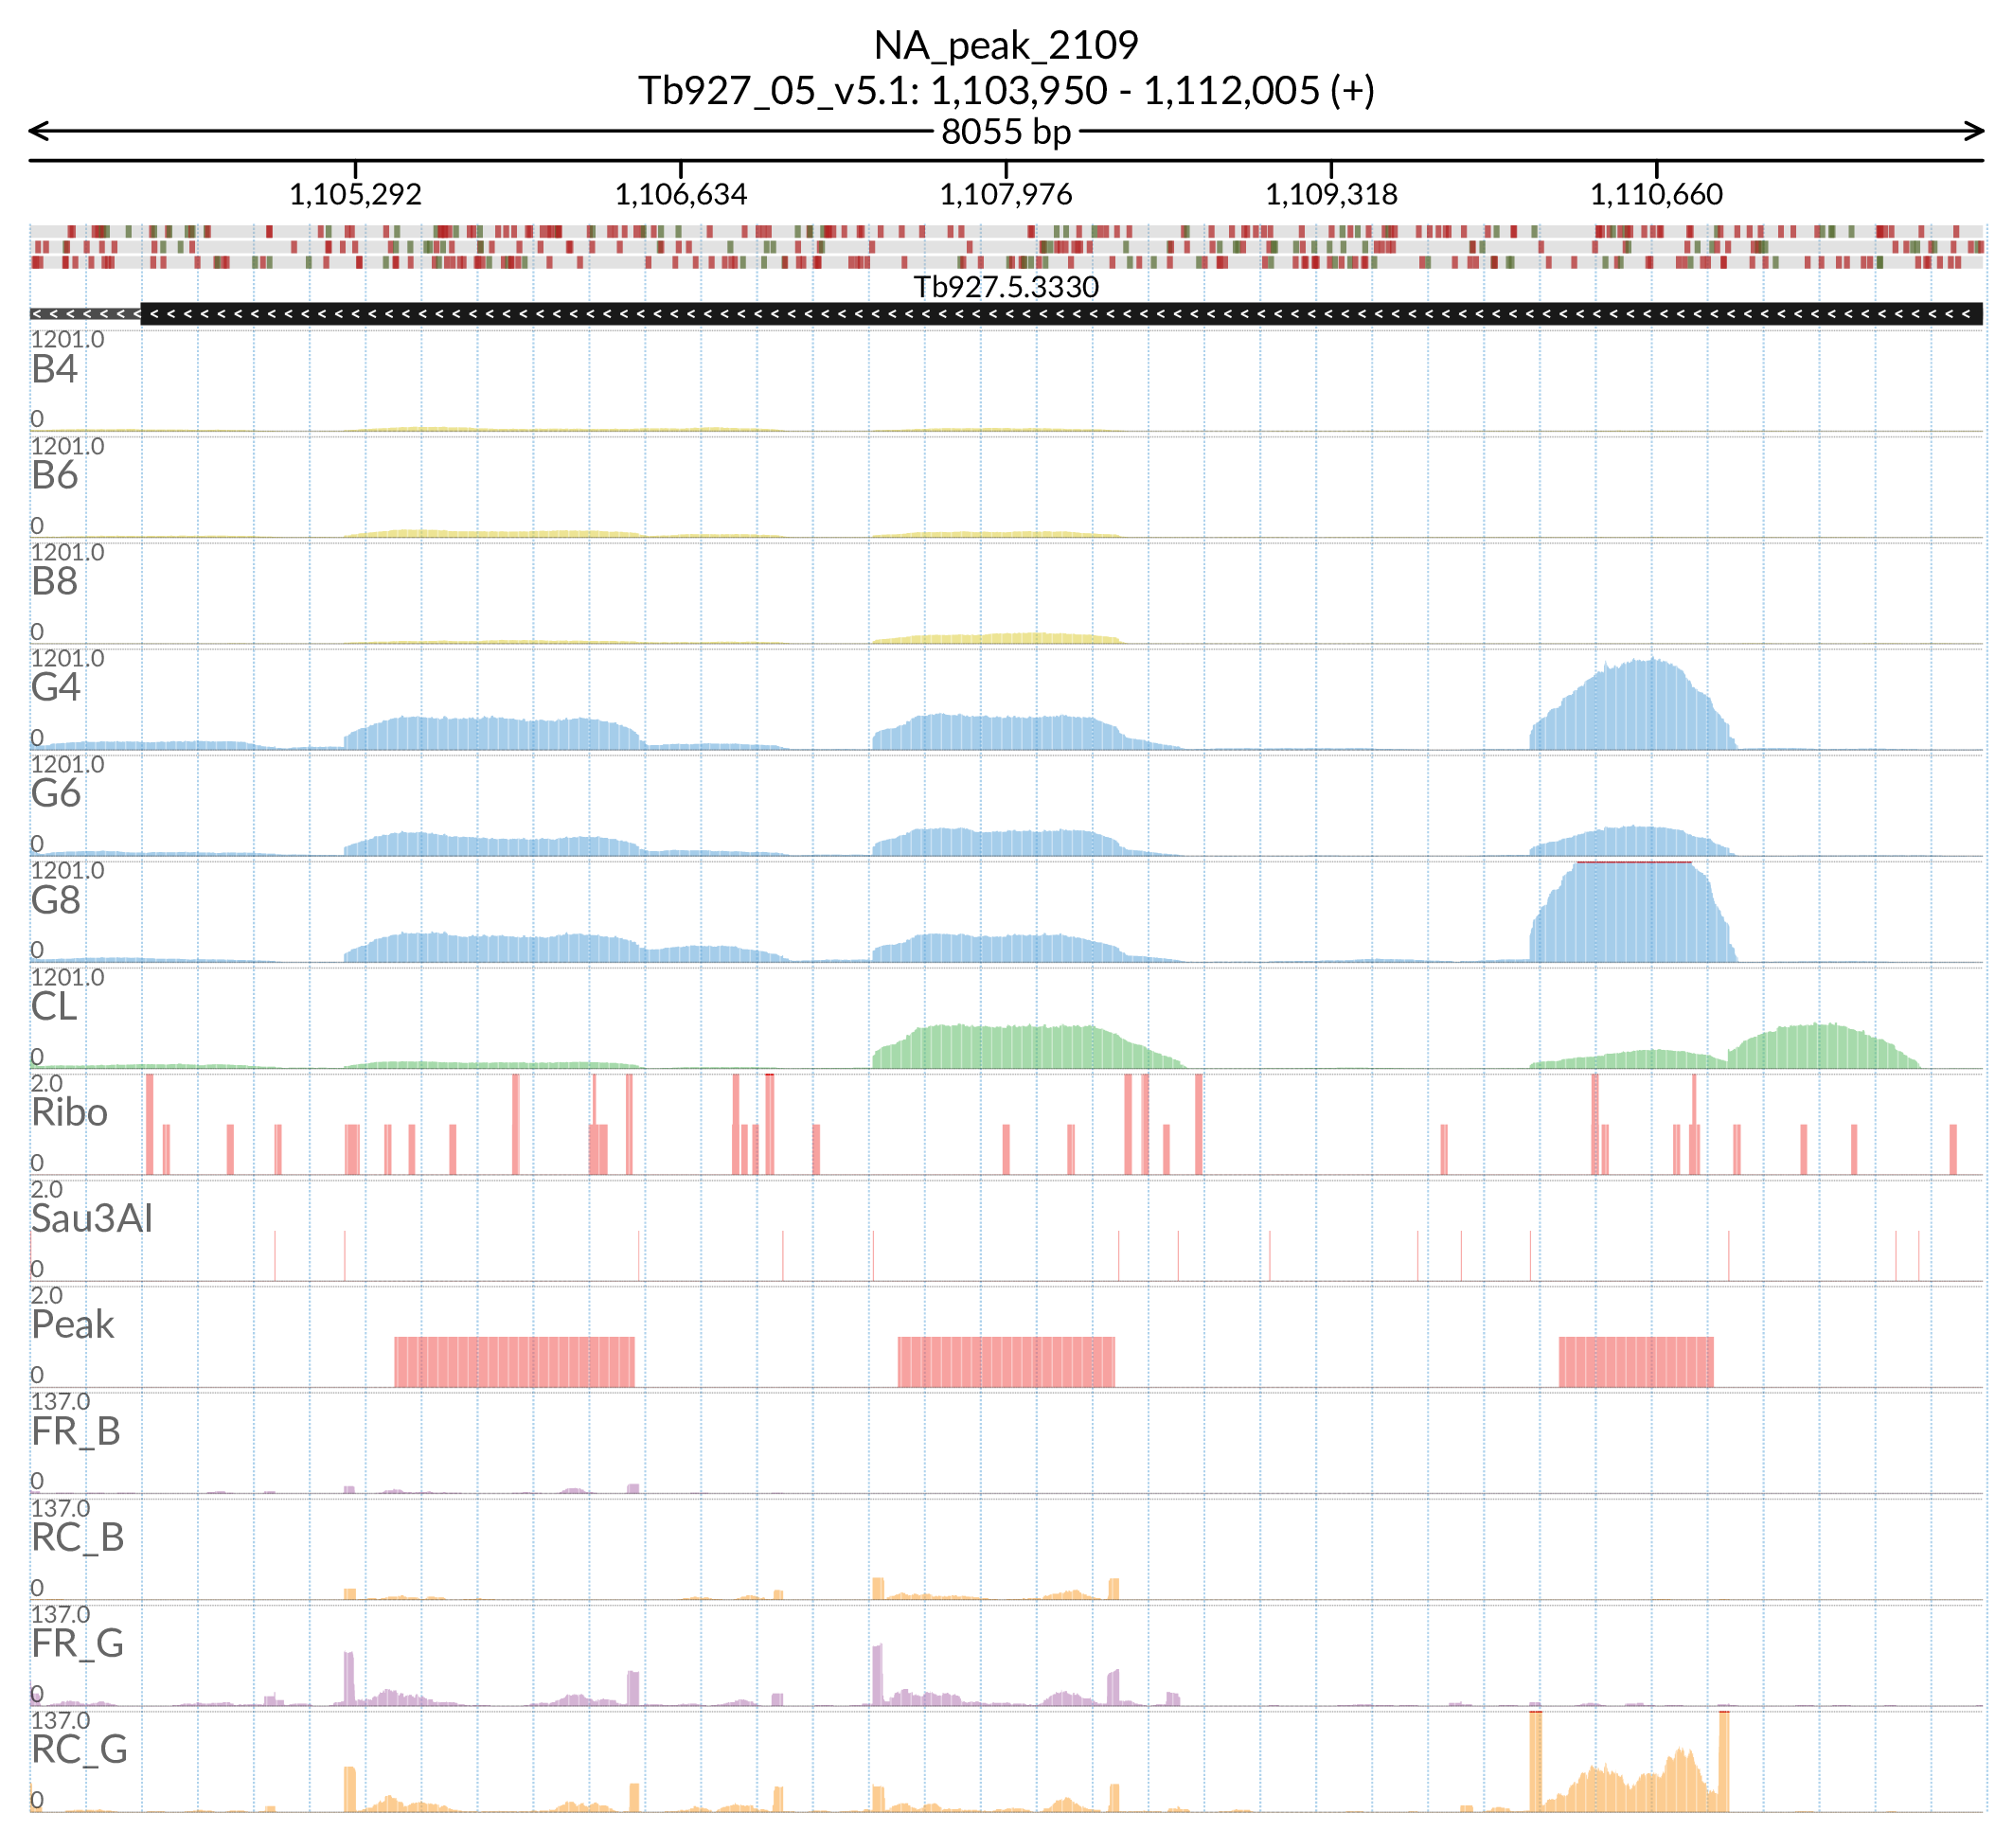 NA_peak_2109
Tb927_05_v5.1: 1,103,950 - 1,112,005 (+)
8055 bp
1,105,292 1,106,634 1,107,976 1,109,318 1,110,660
Tb927.5.3330
1201.0
B4
0
1201.0
B6
0
1201.0
B8
0
1201.0
G4
0
1201.0
G6
0
1201.0
G8
0
1201.0
CL
0
2.0
Ribo
0
2.0
Sau3AI
0
2.0
Peak
0
137.0
FR_B
0
137.0
RC_B
0
137.0
FR_G
0
137.0
RC_G
0